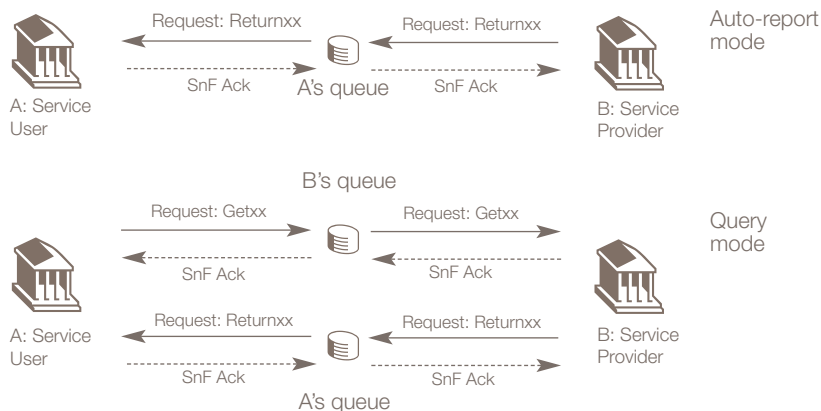 Request: Returnxx
Request: Returnxx
Auto-report
mode
SnF Ack
A's queue
SnF Ack
A: Service
User
B: Service
Provider
B's queue
Request: Getxx
Request: Getxx
Query
mode
SnF Ack
SnF Ack
Request: Returnxx
Request: Returnxx
A: Service
User
B: Service
Provider
SnF Ack
SnF Ack
A's queue